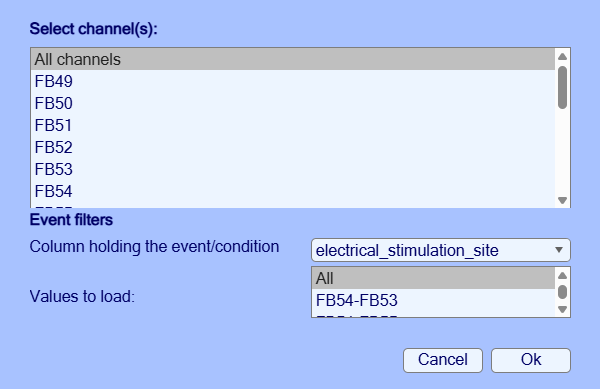 Select channel(s):
All channels
FB49
FB50
FB51
FB52
FB53
FB54
Event filters
Column holding the event/condition
electrical_stimulation_site
Values to load:
All
FB54-FB53
Cancel
Ok